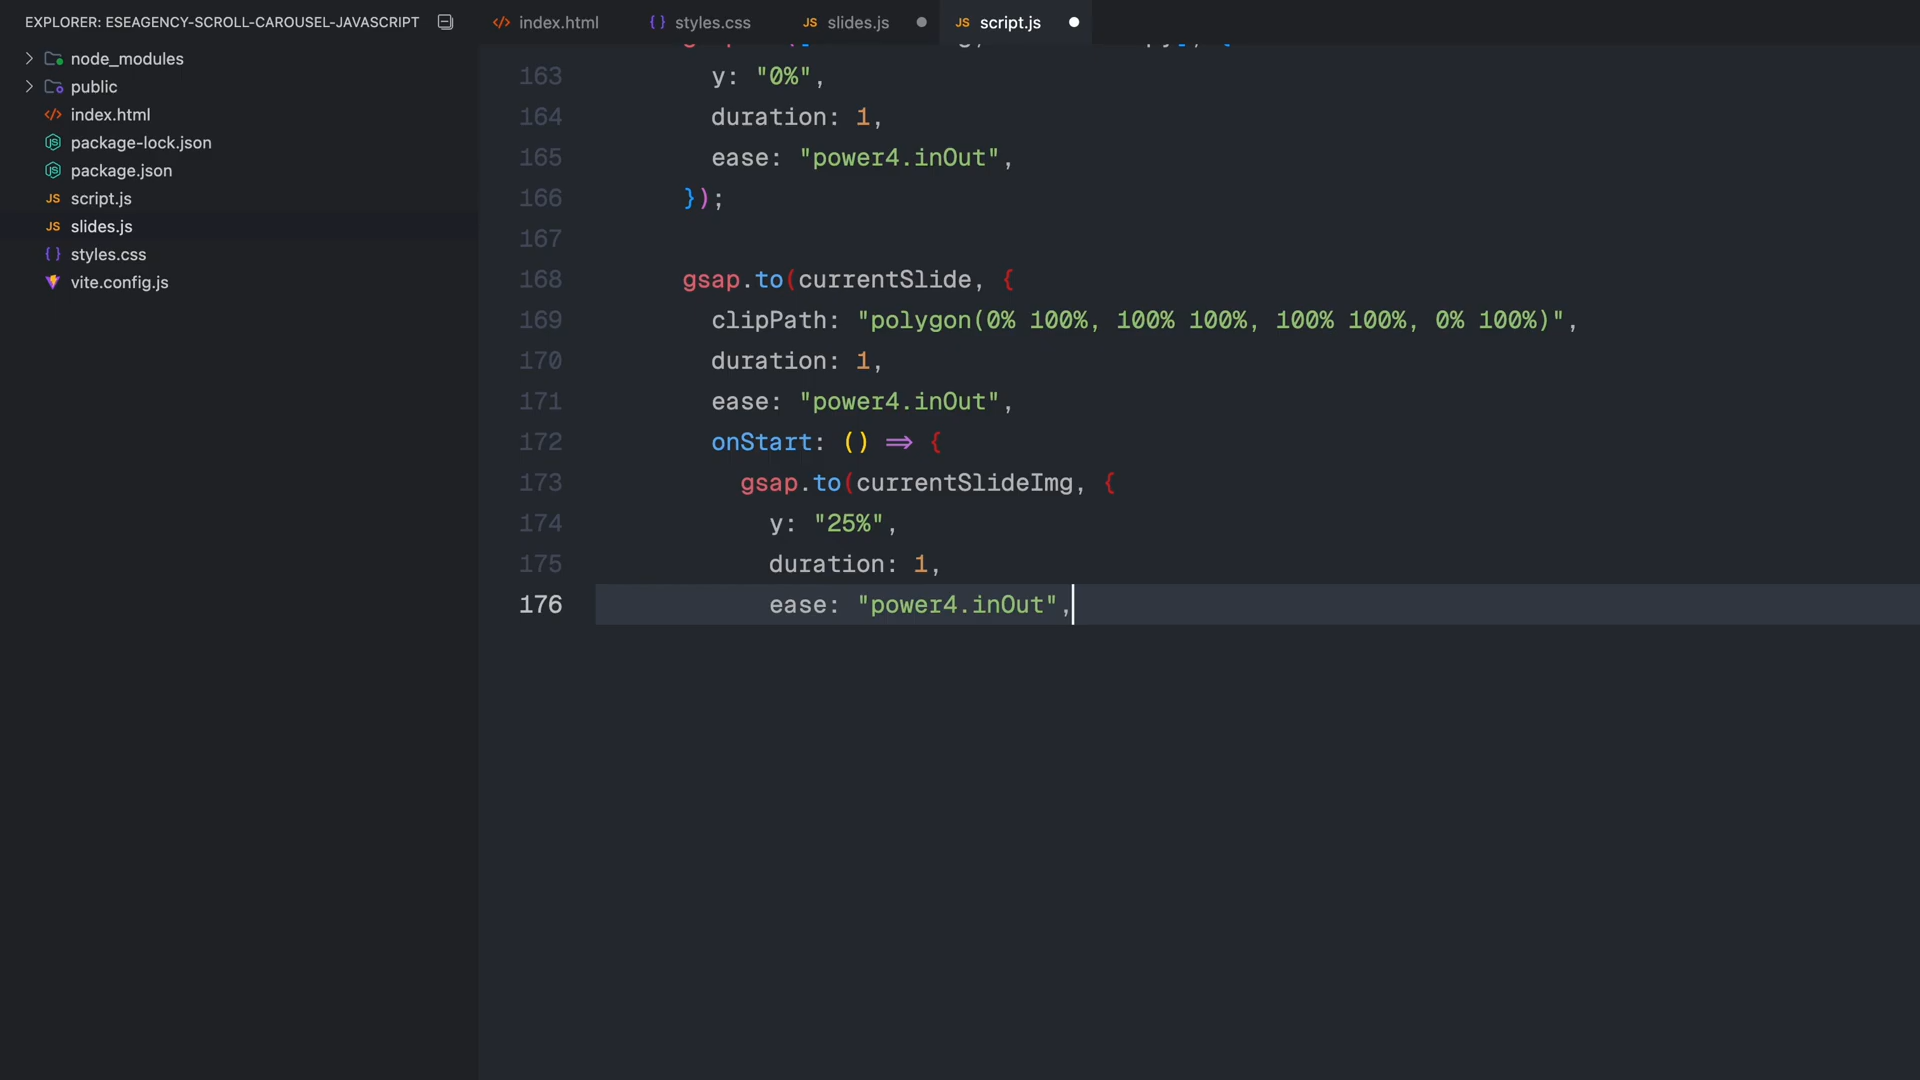 EXPLORER: ESEAGENCY-SCROLL-CAROUSEL-JAVASCRIPT
node_modules
public
index.html
package-lock.json
package.json
JS script.js
JS slides.js
{} styles.css
vite.config.js
</> index.html
{} styles.css
JS slides.js
JS script.js
163 y: "0%",
164 duration: 1,
165 ease: "power4.inOut",
166 });
167
168 gsap.to(currentSlide, {
169 clipPath: "polygon(0% 100%, 100% 100%, 100% 100%, 0% 100%)",
170 duration: 1,
171 ease: "power4.inOut",
172 onStart: () => {
173 gsap.to(currentSlideImg, {
174 y: "25%",
175 duration: 1,
176 ease: "power4.inOut",